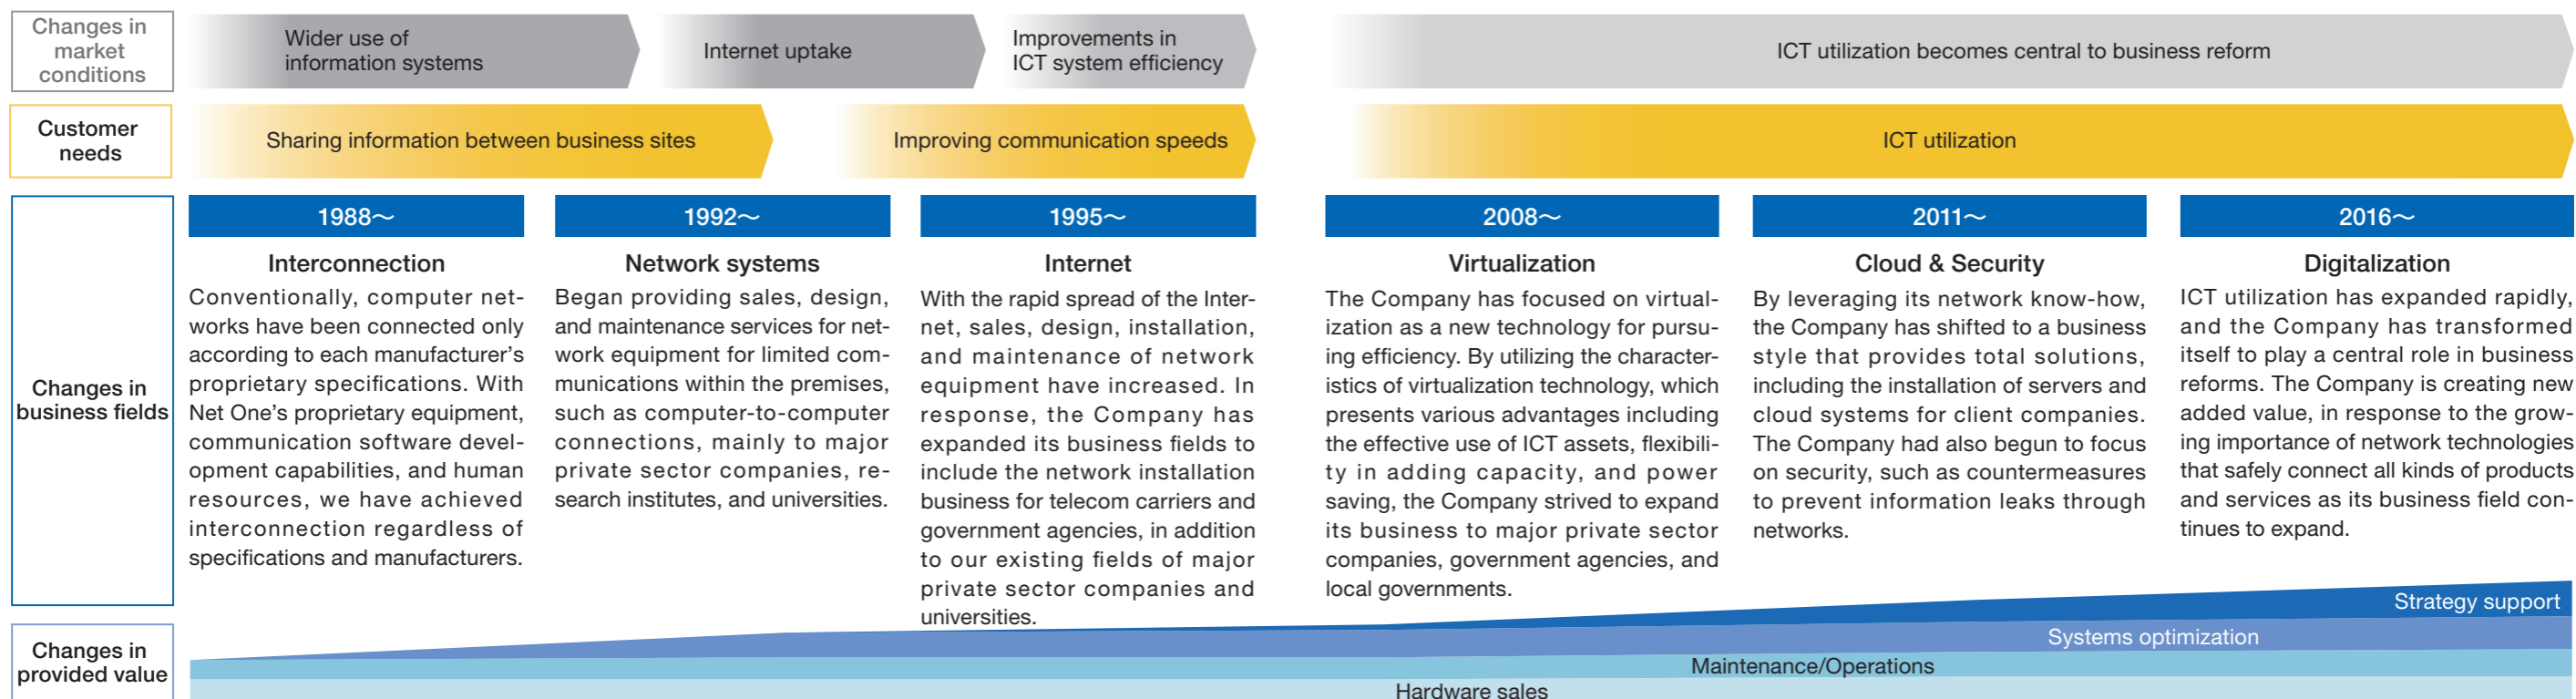 Changes in
market
conditions
Wider use of
information systems
Internet uptake
Improvements in
ICT system efficiency
ICT utilization becomes central to business reform
Customer
needs
Sharing information between business sites
Improving communication speeds
ICT utilization
Changes in
business fields
1988～
Interconnection
Conventionally, computer net-
works have been connected only
according to each manufacturer's
proprietary specifications. With
Net One's proprietary equipment,
communication software devel-
opment capabilities, and human
resources, we have achieved
interconnection regardless of
specifications and manufacturers.
1992～
Network systems
Began providing sales, design,
and maintenance services for net-
work equipment for limited com-
munications within the premises,
such as computer-to-computer
connections, mainly to major
private sector companies, re-
search institutes, and universities.
1995～
Internet
With the rapid spread of the Inter-
net, sales, design, installation,
and maintenance of network
equipment have increased. In
response, the Company has
expanded its business fields to
include the network installation
business for telecom carriers and
government agencies, in addition
to our existing fields of major
private sector companies and
universities.
2008～
Virtualization
The Company has focused on virtual-
ization as a new technology for pursu-
ing efficiency. By utilizing the character-
istics of virtualization technology, which
presents various advantages including
the effective use of ICT assets, flexibili-
ty in adding capacity, and power
saving, the Company strived to expand
its business to major private sector
companies, government agencies, and
local governments.
2011～
Cloud & Security
By leveraging its network know-how,
the Company has shifted to a business
style that provides total solutions,
including the installation of servers and
cloud systems for client companies.
The Company had also begun to focus
on security, such as countermeasures
to prevent information leaks through
networks.
2016～
Digitalization
ICT utilization has expanded rapidly,
and the Company has transformed
itself to play a central role in business
reforms. The Company is creating new
added value, in response to the grow-
ing importance of network technologies
that safely connect all kinds of products
and services as its business field con-
tinues to expand.
Changes in
provided value
Strategy support
Systems optimization
Maintenance/Operations
Hardware sales